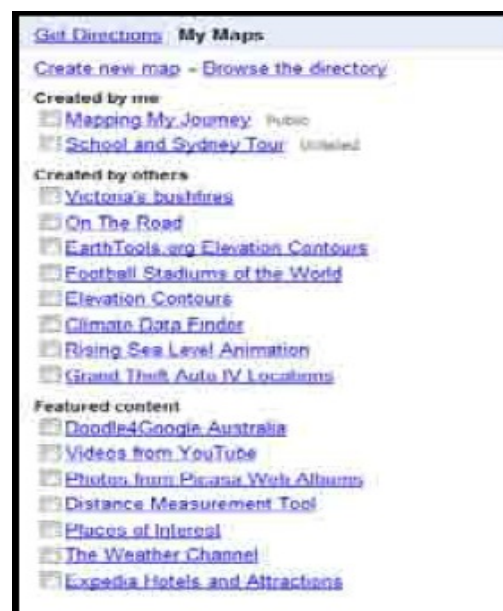 Get Directions My Maps
Create new map - Browse the directory
Created by me
Mapping My Journey Public
School and Sydney Tour Unlisted
Created by others
Victoria's bushfires
On The Road
EarthTools.org Elevation Contours
Football Stadiums of the World
Elevation Contours
Climate Data Finder
Rising Sea Level Animation
Grand Theft Auto IV Locations
Featured content
Doodle4Google Australia
Videos from YouTube
Photos from Picasa Web Albums
Distance Measurement Tool
Places of Interest
The Weather Channel
Expedia Hotels and Attractions